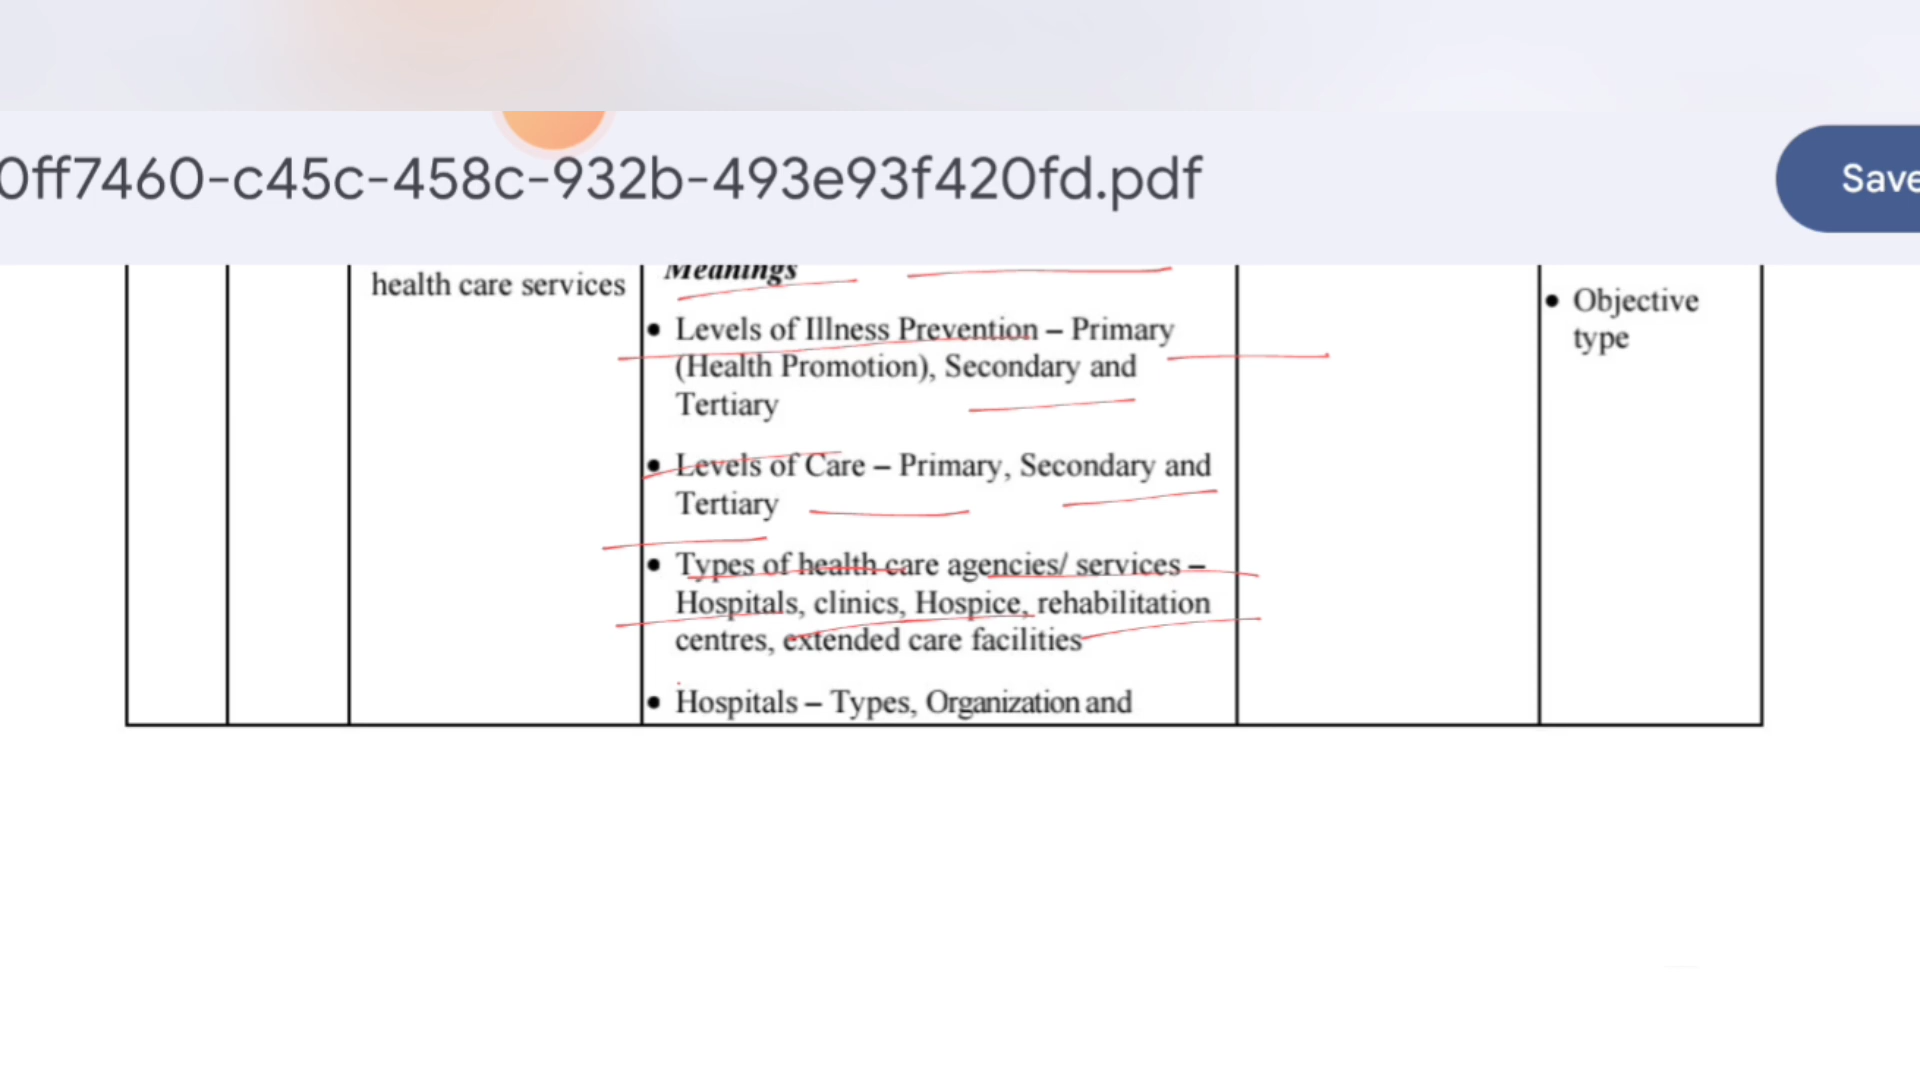 0ff7460-c45c-458c-932b-493e93f420fd.pdf
Save
health care services
Meanings
• Levels of Illness Prevention – Primary
(Health Promotion), Secondary and
Tertiary
• Levels of Care – Primary, Secondary and
Tertiary
• Types of health care agencies/ services –
Hospitals, clinics, Hospice, rehabilitation
centres, extended care facilities
• Hospitals – Types, Organization and
• Objective
type